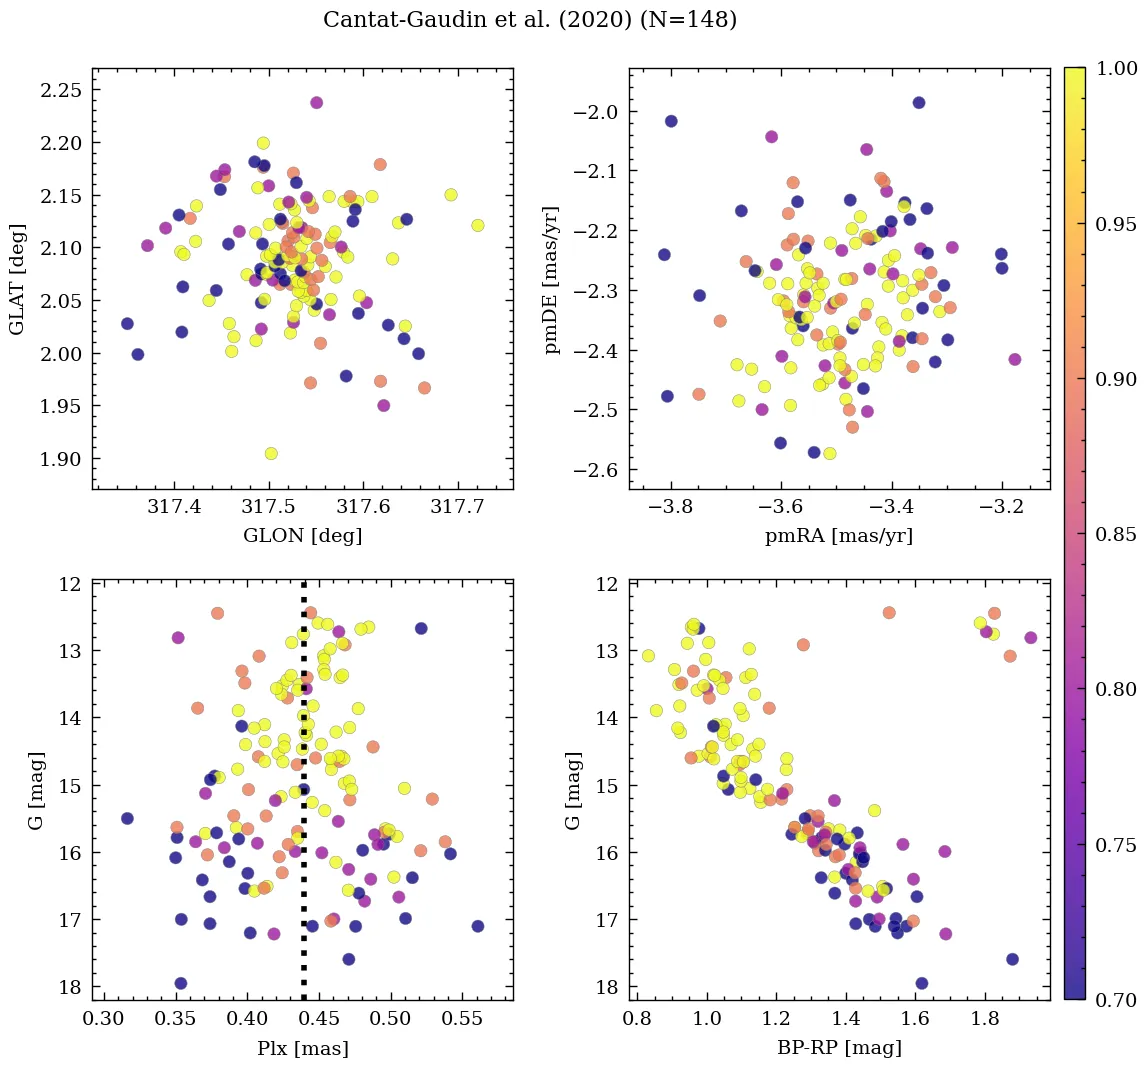 Cantat-Gaudin et al. (2020) (N=148)
2.25
2.20
2.15
2.10
2.05
2.00
1.95
1.90
GLAT [deg]
317.4 317.5 317.6 317.7
GLON [deg]
−2.0
−2.1
−2.2
−2.3
−2.4
−2.5
−2.6
pmDE [mas/yr]
−3.8 −3.6 −3.4 −3.2
pmRA [mas/yr]
12
13
14
15
16
17
18
G [mag]
0.30 0.35 0.40 0.45 0.50 0.55
Plx [mas]
12
13
14
15
16
17
18
G [mag]
0.8 1.0 1.2 1.4 1.6 1.8
BP-RP [mag]
1.00
0.95
0.90
0.85
0.80
0.75
0.70